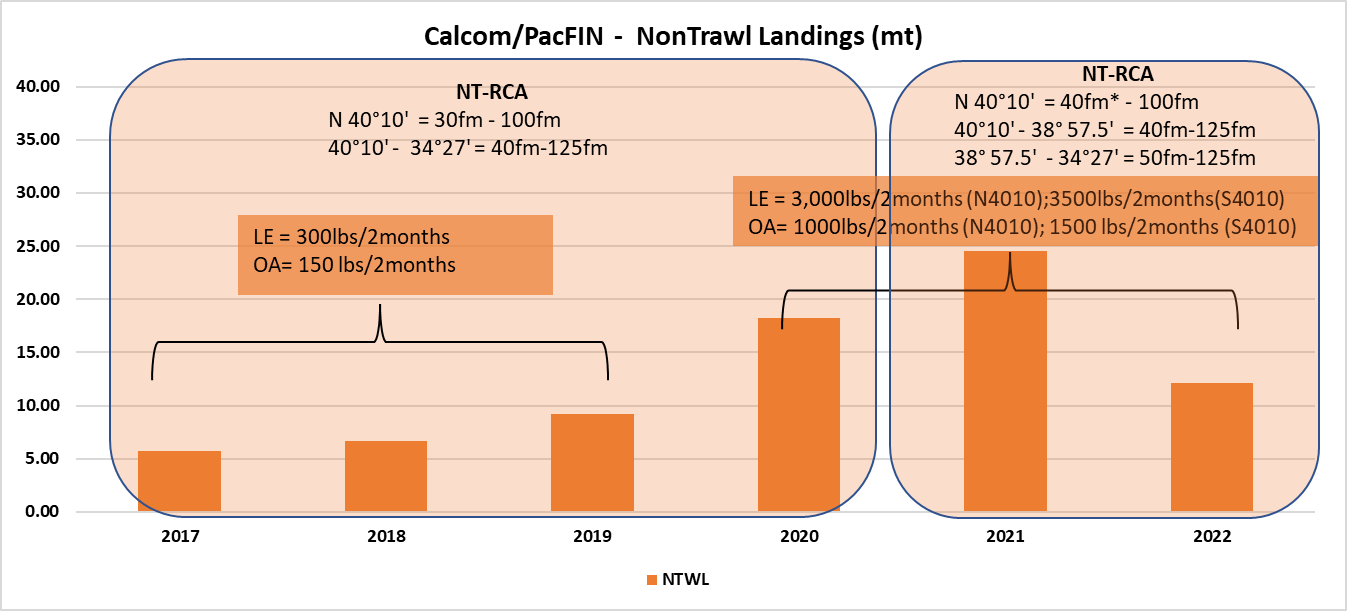 Calcom/PacFIN - NonTrawl Landings (mt)
40.00
35.00
30.00
25.00
20.00
15.00
10.00
5.00
0.00
NT-RCA
N 40°10' = 30fm - 100fm
40°10' - 34°27' = 40fm-125fm
NT-RCA
N 40°10' = 40fm* - 100fm
40°10' - 38° 57.5' = 40fm-125fm
38° 57.5' - 34°27' = 50fm-125fm
LE = 300lbs/2months
OA= 150 lbs/2months
LE = 3,000lbs/2months (N4010);3500lbs/2months(S4010)
OA= 1000lbs/2months (N4010); 1500 lbs/2months (S4010)
2017 2018 2019 2020 2021 2022
NTWL